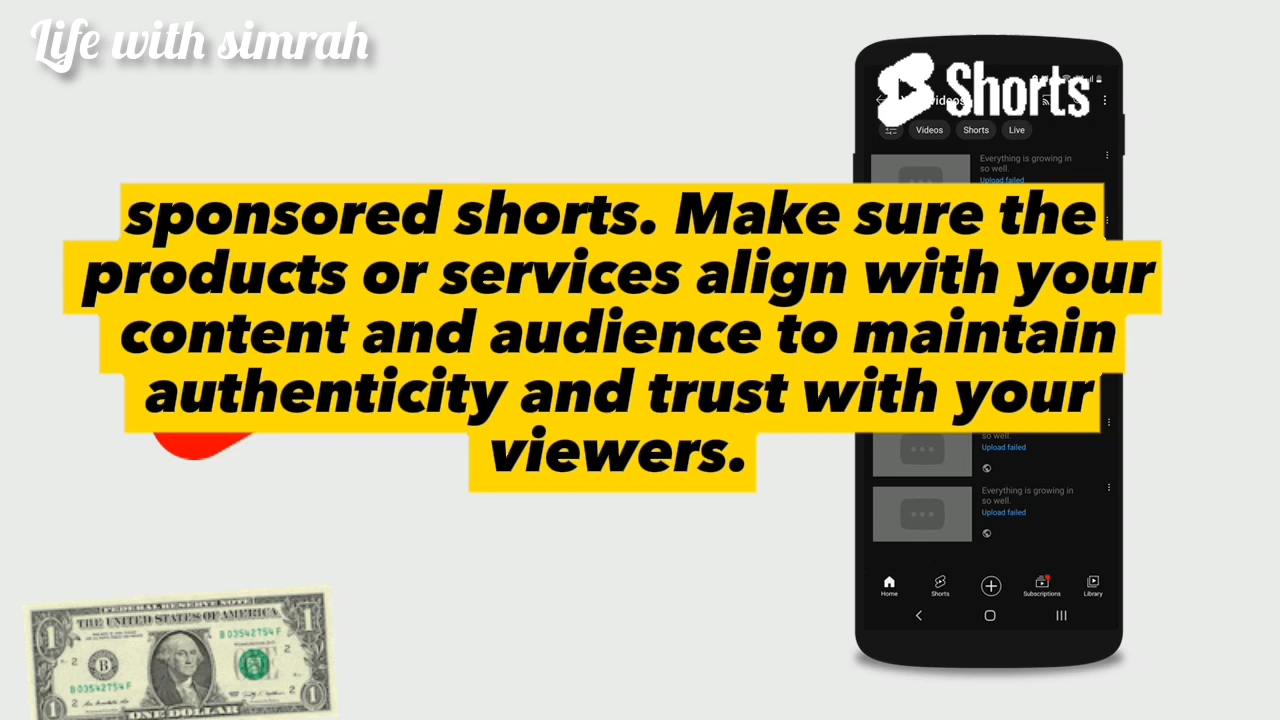 Life with simrah
Shorts
Videos
Shorts
Live
Everything is growing in
so well.
Upload failed
sponsored shorts. Make sure the
products or services align with your
content and audience to maintain
authenticity and trust with your
viewers.
so well.
Upload failed
Everything is growing in
so well.
Upload failed
Home
Shorts
Subscriptions
Library
FEDERAL RESERVE NOTE
THE UNITED STATES OF AMERICA
B 03542754 F
B 03542754 F
ONE DOLLAR